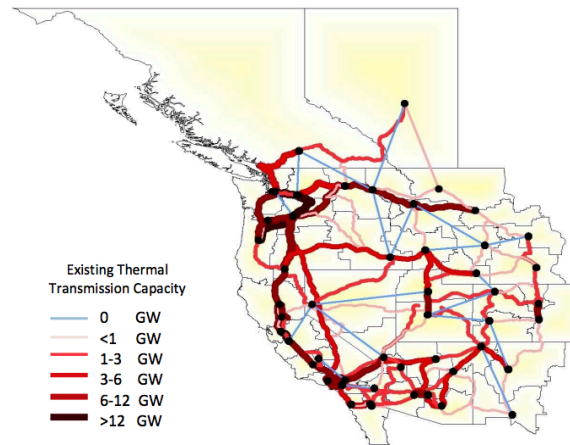 Existing Thermal
Transmission Capacity
0 GW
<1 GW
1-3 GW
3-6 GW
6-12 GW
>12 GW